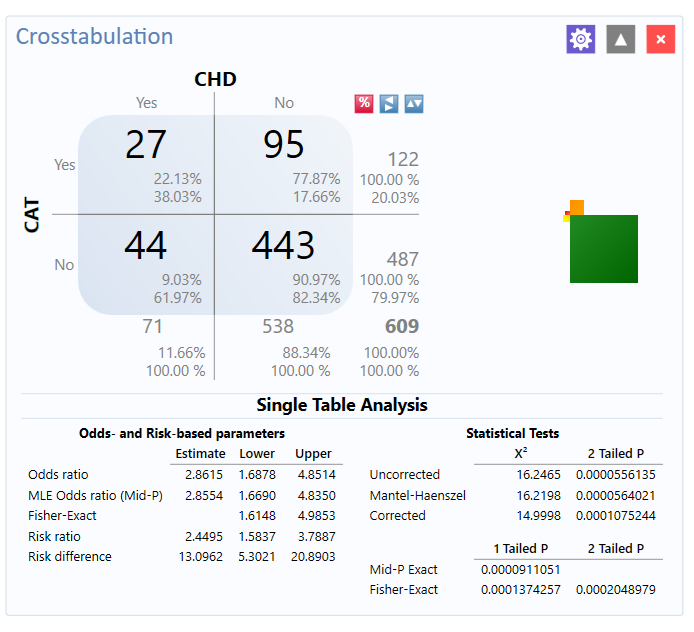 Crosstabulation
CHD
Yes No
%
CAT
Yes 27 95 122
22.13% 77.87% 100.00 %
38.03% 17.66% 20.03%
No 44 443 487
9.03% 90.97% 100.00 %
61.97% 82.34% 79.97%
71 538 609
11.66% 88.34% 100.00%
100.00 % 100.00 % 100.00 %
Single Table Analysis
Odds- and Risk-based parameters
Estimate Lower Upper
Odds ratio 2.8615 1.6878 4.8514
MLE Odds ratio (Mid-P) 2.8554 1.6690 4.8350
Fisher-Exact 1.6148 4.9853
Risk ratio 2.4495 1.5837 3.7887
Risk difference 13.0962 5.3021 20.8903
Statistical Tests
X² 2 Tailed P
Uncorrected 16.2465 0.0000556135
Mantel-Haenszel 16.2198 0.0000564021
Corrected 14.9998 0.0001075244
1 Tailed P 2 Tailed P
Mid-P Exact 0.0000911051
Fisher-Exact 0.0001374257 0.0002048979